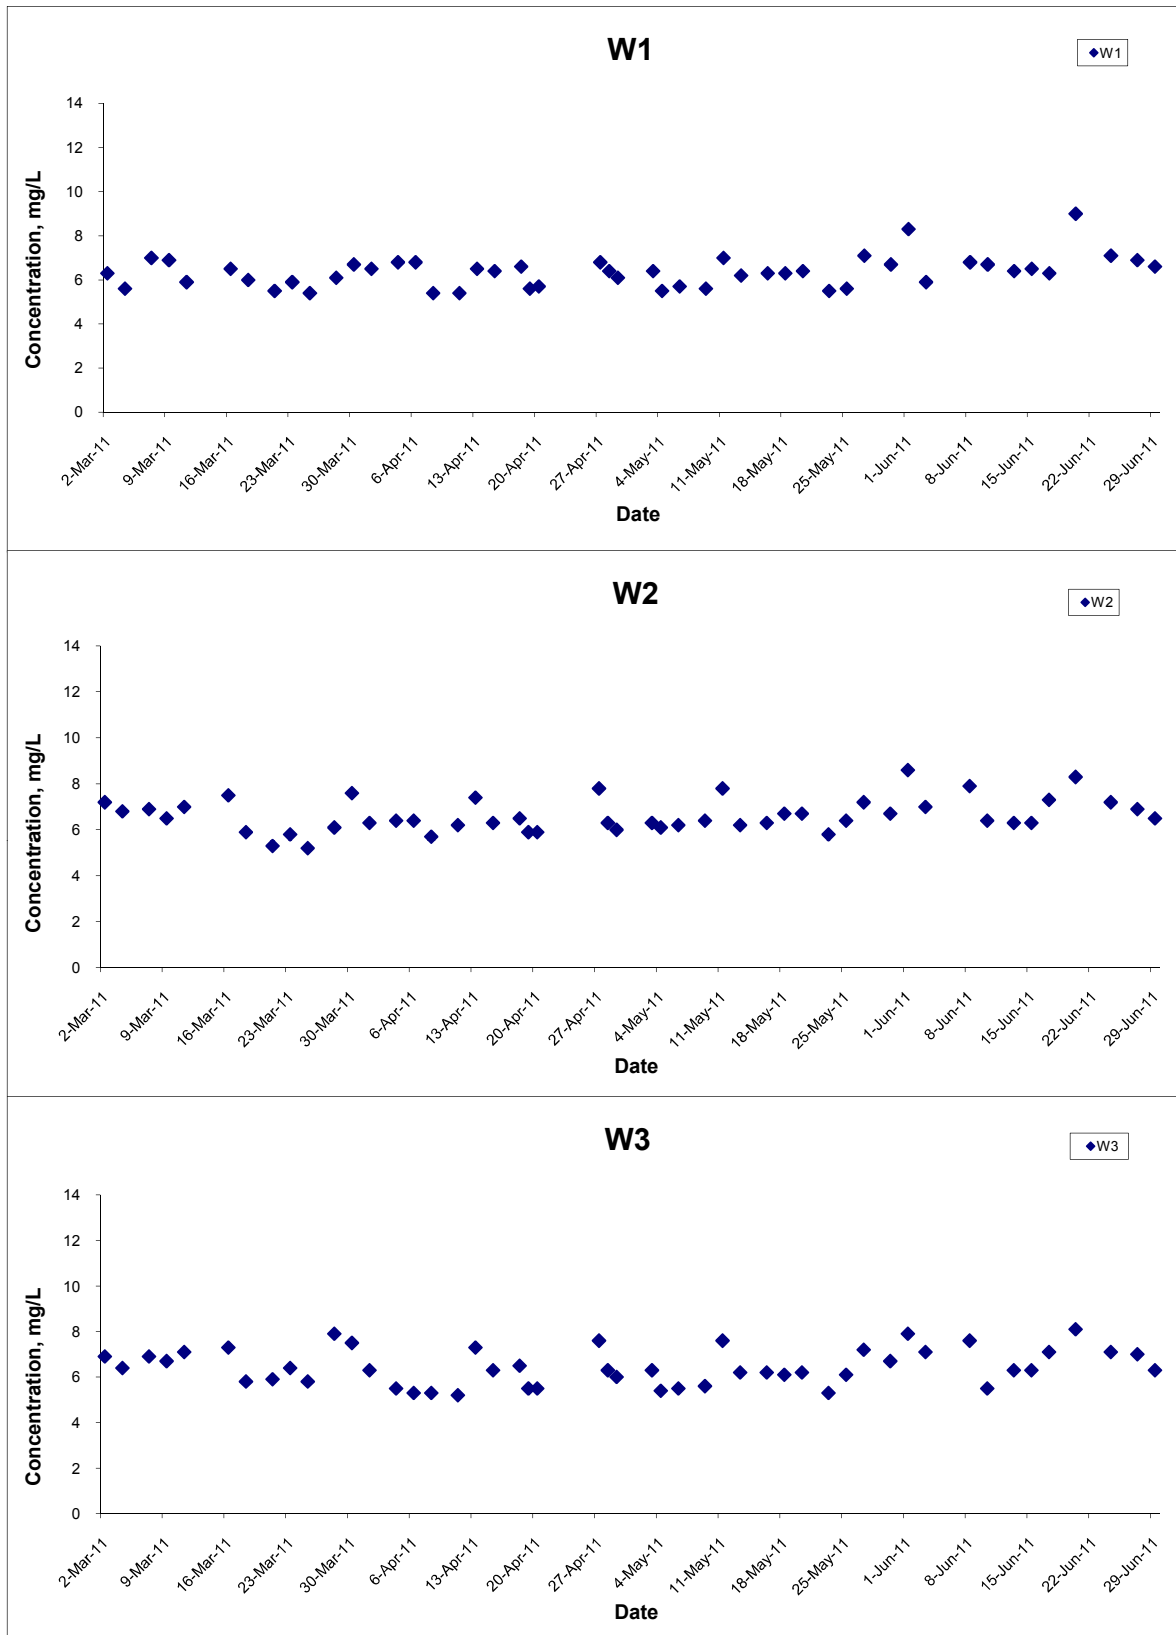 W1
W1
14
12
10
8
6
4
2
0
Concentration, mg/L
2-Mar-11
9-Mar-11
16-Mar-11
23-Mar-11
30-Mar-11
6-Apr-11
13-Apr-11
20-Apr-11
27-Apr-11
4-May-11
11-May-11
18-May-11
25-May-11
1-Jun-11
8-Jun-11
15-Jun-11
22-Jun-11
29-Jun-11
Date
W2
W2
14
12
10
8
6
4
2
0
Concentration, mg/L
2-Mar-11
9-Mar-11
16-Mar-11
23-Mar-11
30-Mar-11
6-Apr-11
13-Apr-11
20-Apr-11
27-Apr-11
4-May-11
11-May-11
18-May-11
25-May-11
1-Jun-11
8-Jun-11
15-Jun-11
22-Jun-11
29-Jun-11
Date
W3
W3
14
12
10
8
6
4
2
0
Concentration, mg/L
2-Mar-11
9-Mar-11
16-Mar-11
23-Mar-11
30-Mar-11
6-Apr-11
13-Apr-11
20-Apr-11
27-Apr-11
4-May-11
11-May-11
18-May-11
25-May-11
1-Jun-11
8-Jun-11
15-Jun-11
22-Jun-11
29-Jun-11
Date